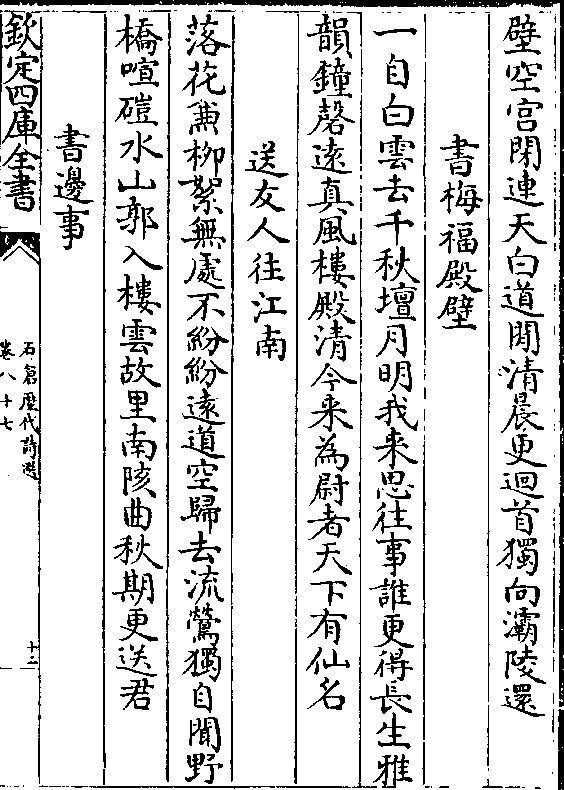 壁空宮閉連天白道開清晨更迴首獨向灞陵還
書梅福殿壁
一自白雲去千秋壇月明我来思往事誰更得長生雅
韻鐘磬遠真風樓殿清今来為尉者天下有仙名
送友人往江南
落花兼柳絮無處不紛紛遠道空歸去流鶯獨自聞野
橋喧磑水山郭入樓雲故里南陔曲秋期更送君
書邊事
欽定四庫全書
石倉歷代詩選
卷八十七
十二